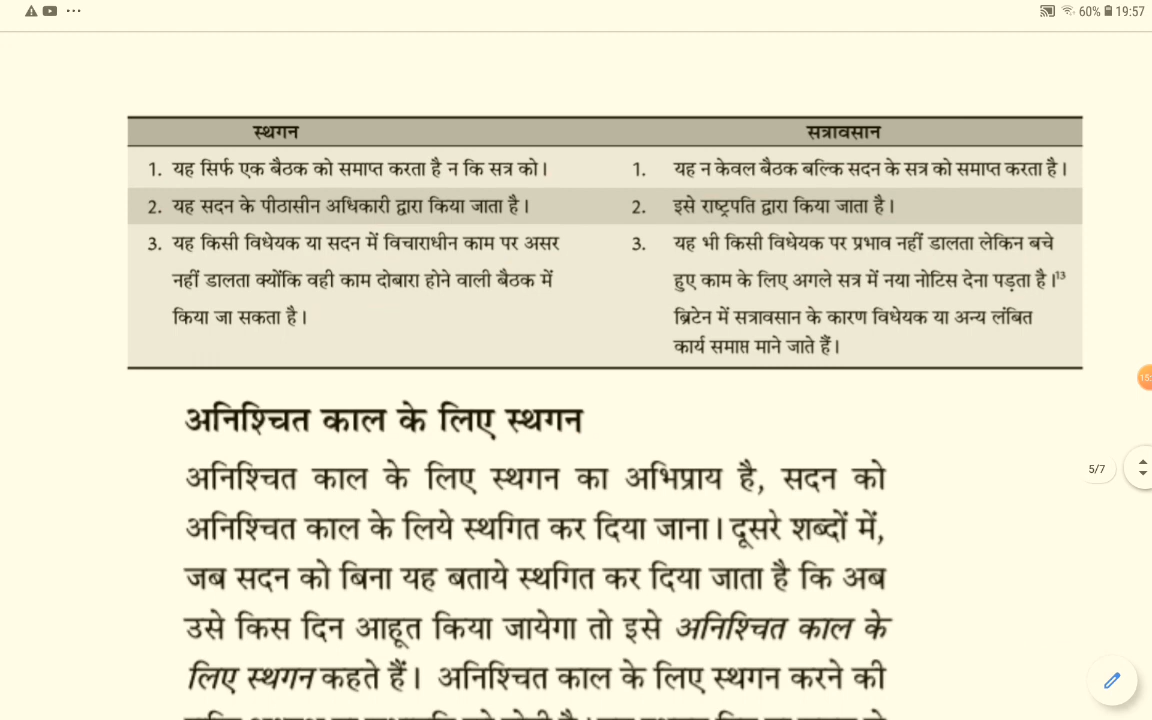 60% 19:57
स्थगन सत्रावसान
1. यह सिर्फ एक बैठक को समाप्त करता है न कि सत्र को। 1. यह न केवल बैठक बल्कि सदन के सत्र को समाप्त करता है।
2. यह सदन के पीठासीन अधिकारी द्वारा किया जाता है। 2. इसे राष्ट्रपति द्वारा किया जाता है।
3. यह किसी विधेयक या सदन में विचाराधीन काम पर असर 3. यह भी किसी विधेयक पर प्रभाव नहीं डालता लेकिन बचे
नहीं डालता क्योंकि वही काम दोबारा होने वाली बैठक में हुए काम के लिए अगले सत्र में नया नोटिस देना पड़ता है।¹³
किया जा सकता है। ब्रिटेन में सत्रावसान के कारण विधेयक या अन्य लंबित
कार्य समाप्त माने जाते हैं।
अनिश्चित काल के लिए स्थगन
अनिश्चित काल के लिए स्थगन का अभिप्राय है, सदन को
अनिश्चित काल के लिये स्थगित कर दिया जाना। दूसरे शब्दों में,
जब सदन को बिना यह बताये स्थगित कर दिया जाता है कि अब
उसे किस दिन आहूत किया जायेगा तो इसे अनिश्चित काल के
लिए स्थगन कहते हैं। अनिश्चित काल के लिए स्थगन करने की
5/7